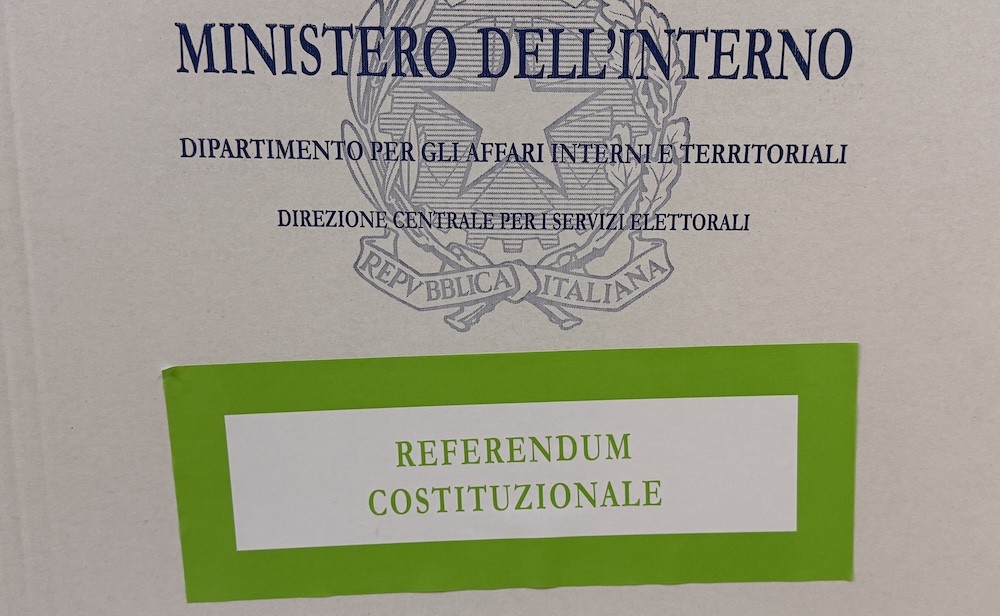 MINISTERO DELL'INTERNO
DIPARTIMENTO PER GLI AFFARI INTERNI E TERRITORIALI
DIREZIONE CENTRALE PER I SERVIZI ELETTORALI
REPVBBLICA ITALIANA
REFERENDUM
COSTITUZIONALE